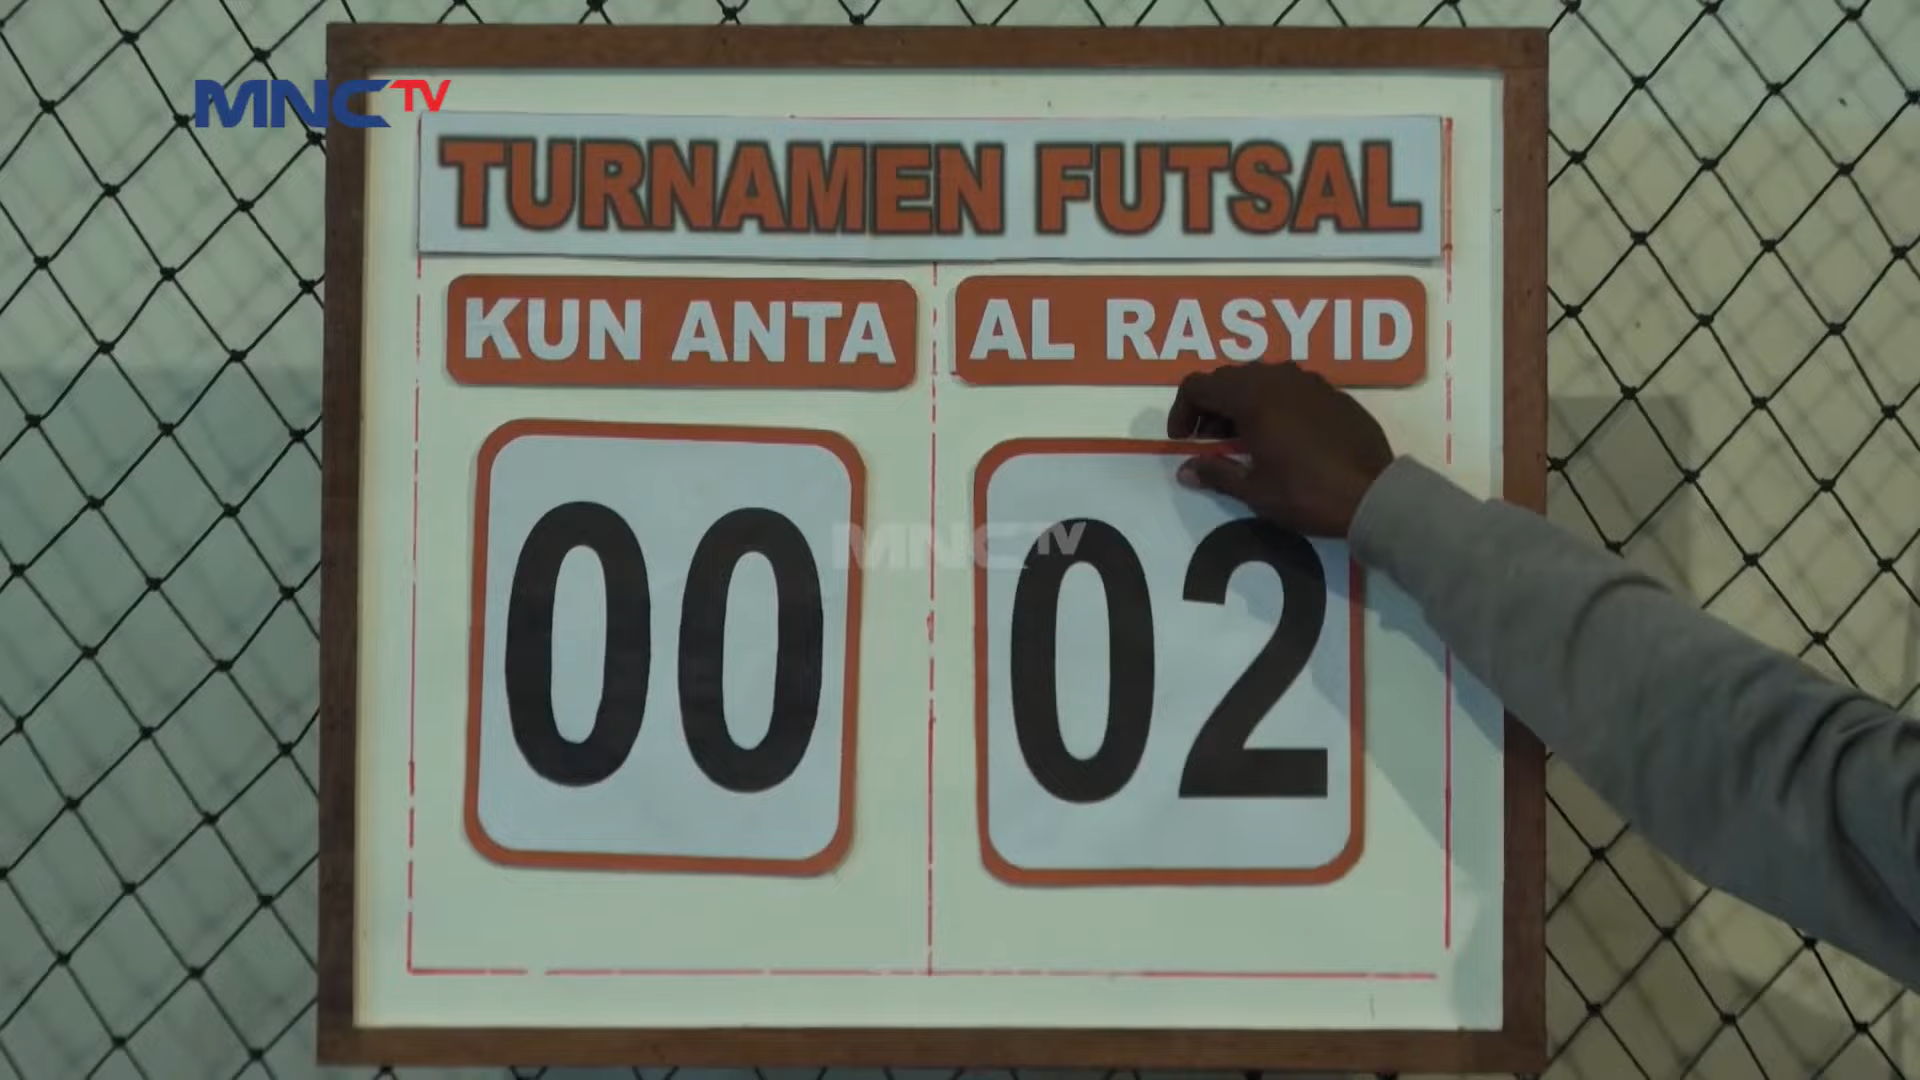 MNCTV
TURNAMEN FUTSAL
KUN ANTA
AL RASYID
00
02
MNCTV